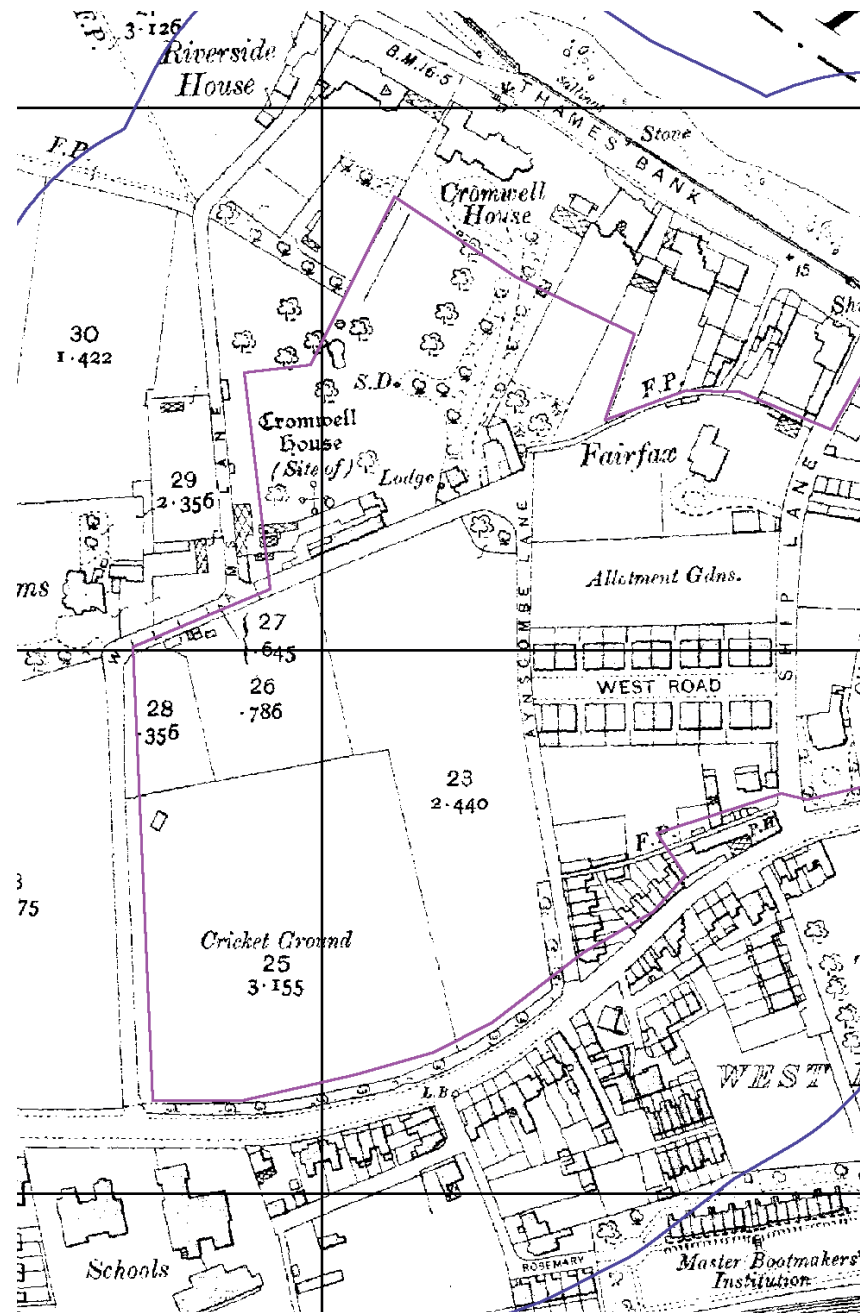 3·126
F.P.
Riverside
House
B.M.16·5
THAMES BANK
Stone
F.P.
Cromwell
House
15
30
1·422
S.D.
F.P.
Cromwell
House
(Site of)
Lodge
Fairfax
29
2·356
LANE
SHIP LANE
AYNSCOMBE LANE
Allotment Gdns.
ms
27
·645
26
·786
28
·356
WEST ROAD
23
2·440
P.H.
75
Cricket Ground
25
3·155
L.B.
WEST
Schools
ROSEMARY
Master Bootmakers'
Institution